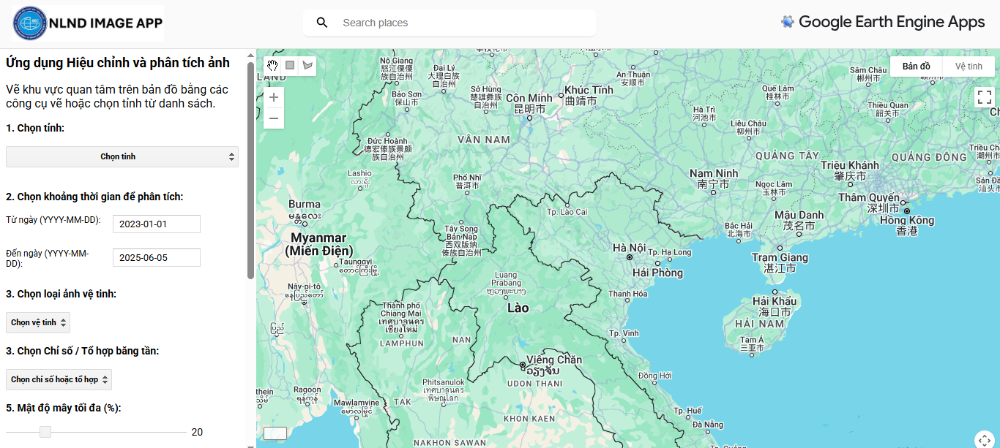 NLND IMAGE APP
Search places
Google Earth Engine Apps
Ứng dụng Hiệu chỉnh và phân tích ảnh
Vẽ khu vực quan tâm trên bản đồ bằng các
công cụ vẽ hoặc chọn tỉnh từ danh sách.
1. Chọn tỉnh:
Chọn tỉnh
2. Chọn khoảng thời gian để phân tích:
Từ ngày (YYYY-MM-DD):
2023-01-01
Đến ngày (YYYY-MM-
DD):
2025-06-05
3. Chọn loại ảnh vệ tinh:
Chọn vệ tinh
3. Chọn Chỉ số / Tổ hợp băng tần:
Chọn chỉ số hoặc tổ hợp
5. Mật độ mây tối đa (%):
20
Bản đồ
Vệ tinh
Nộ Giang
怒江傈僳
族自治州
Đại Lý
大理白族
自治州
Bảo Sơn
保山市
Sở Hùng
楚雄彝族
自治州
Côn Minh
昆明市
Khúc Tĩnh
曲靖市
An Thuận
安顺市
Quế Lâm
桂林市
Sâm Châu
郴州市
Thiều Quan
韶关市
Hà Trì
河池市
Liễu Châu
柳州市
Đức Hoành
德宏傣族景颇
族自治州
VÂN NAM
QUẢNG TÂY
QUẢNG ĐÔNG
潮州市
Triệu Khánh
肇庆市
Lashio
လားရှိုး
Phổ Nhĩ
普洱市
Nam Ninh
南宁市
Ngọc Lâm
玉林市
Thâm Quyến
深圳市
Hồng Kông
香港
Burma
မန္တလေး
Tp. Lào Cai
Mậu Danh
茂名市
Bắc Hải
北海市
Myanmar
(Miến Điện)
Tây Song
Bản Nạp
西双版纳
傣族自治州
Hà Nội
Tp. Hạ Long
Hải Phòng
Trạm Giang
湛江市
Taunggyi
တောင်ကြီးမြို့
Nây-pi-tô
နေပြည်တော်
Luang
Prabang
ຫຼວງພະບາງ
Thanh Hóa
Hải Khẩu
海口市
HẢI NAM
Tam Á
三亚市
Lào
Thành phố
Chiang Mai
เทศบาลนคร
เชียงใหม่
LAMPHUN
NAN
ပြည်
Tp. Vinh
Viêng Chăn
ວຽງຈັນ
UDON THANI
Đồng Hới
Phitsanulok
เทศบาลนคร
พิษณุโลก
Ragoon
ရန်ကုန်
Mawlamyine
မော်လမြိုင်
TAK
KHON KAEN
Tp. Huế
Đà Nẵng
NAKHON SAWAN